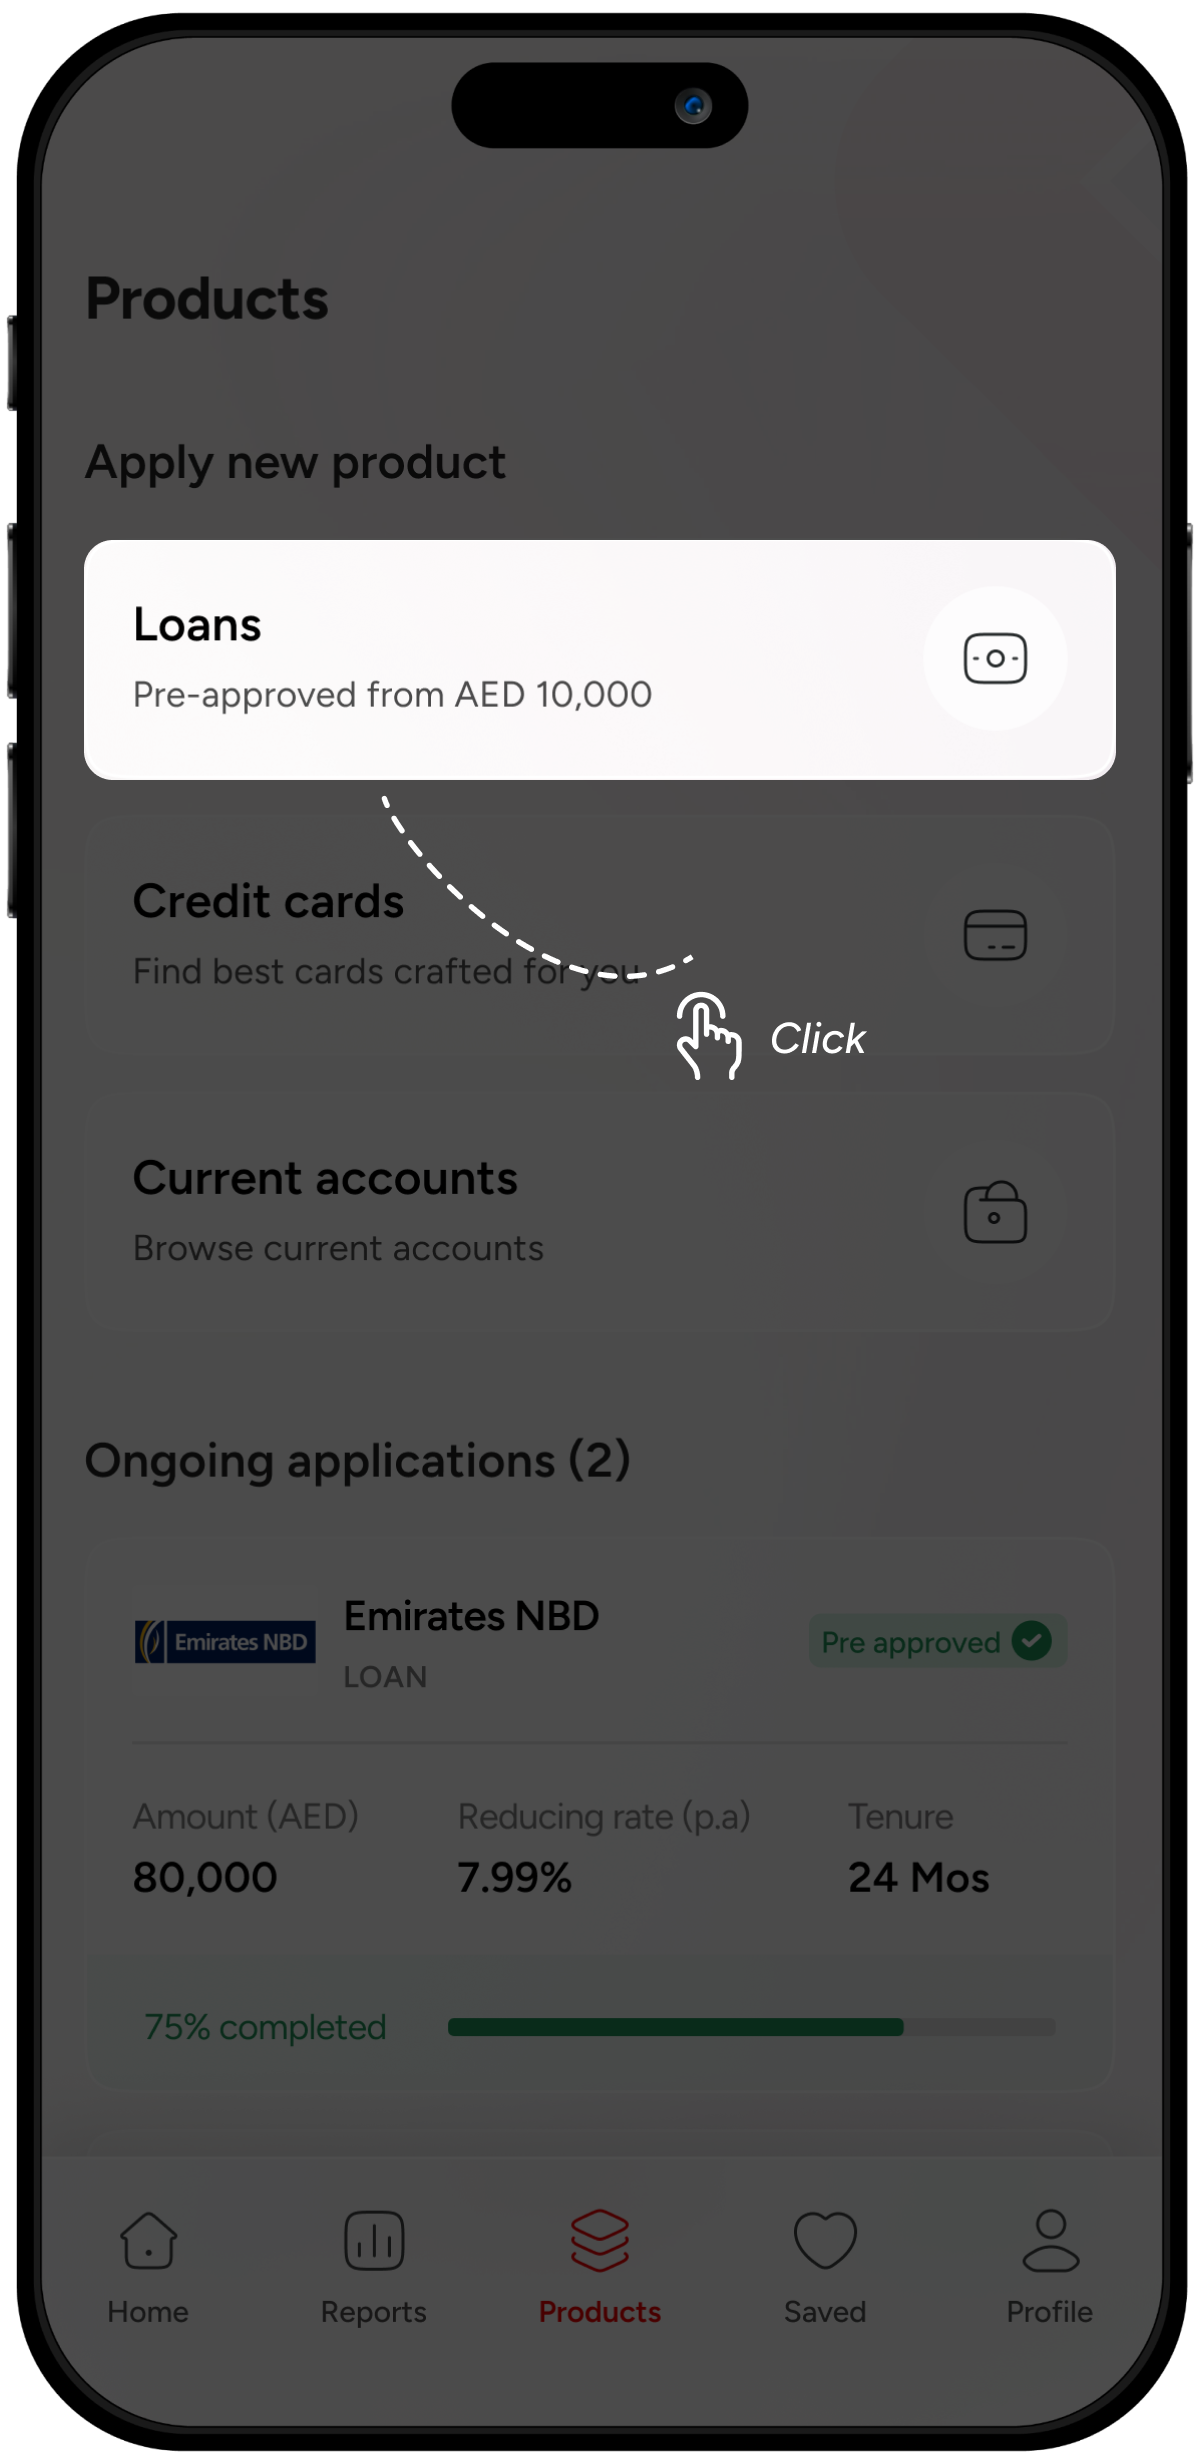 Products
Apply new product
Loans
Pre-approved from AED 10,000
Credit cards
Find best cards crafted for you
Click
Current accounts
Browse current accounts
Ongoing applications (2)
Emirates NBD
Emirates NBD
Pre approved
LOAN
Amount (AED) Reducing rate (p.a) Tenure
80,000 7.99% 24 Mos
75% completed
Home Reports Products Saved Profile